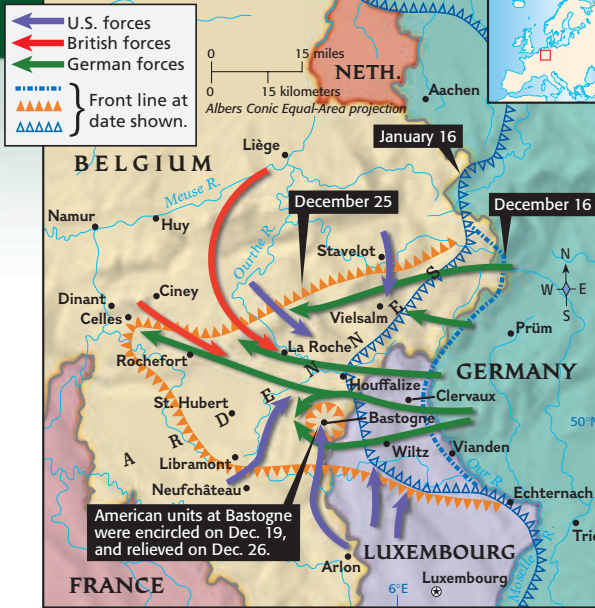 U.S. forces
British forces
German forces
Front line at
date shown.
0 15 miles
0 15 kilometers
Albers Conic Equal-Area projection
NETH.
Aachen
January 16
Liège
BELGIUM
Meuse R.
December 25
December 16
Namur
Huy
Ourthe R.
Stavelot
N
W E
S
Ciney
Dinant
Celles
Vielsalm
Prüm
La Roche
Rochefort
GERMANY
Houffalize
Clervaux
ARDENNES
St. Hubert
Bastogne
50°N
Wiltz
Vianden
Libramont
Our R.
Neufchâteau
Echternach
American units at Bastogne
were encircled on Dec. 19,
and relieved on Dec. 26.
LUXEMBOURG
Arlon
Moselle R.
FRANCE
6°E
Luxembourg